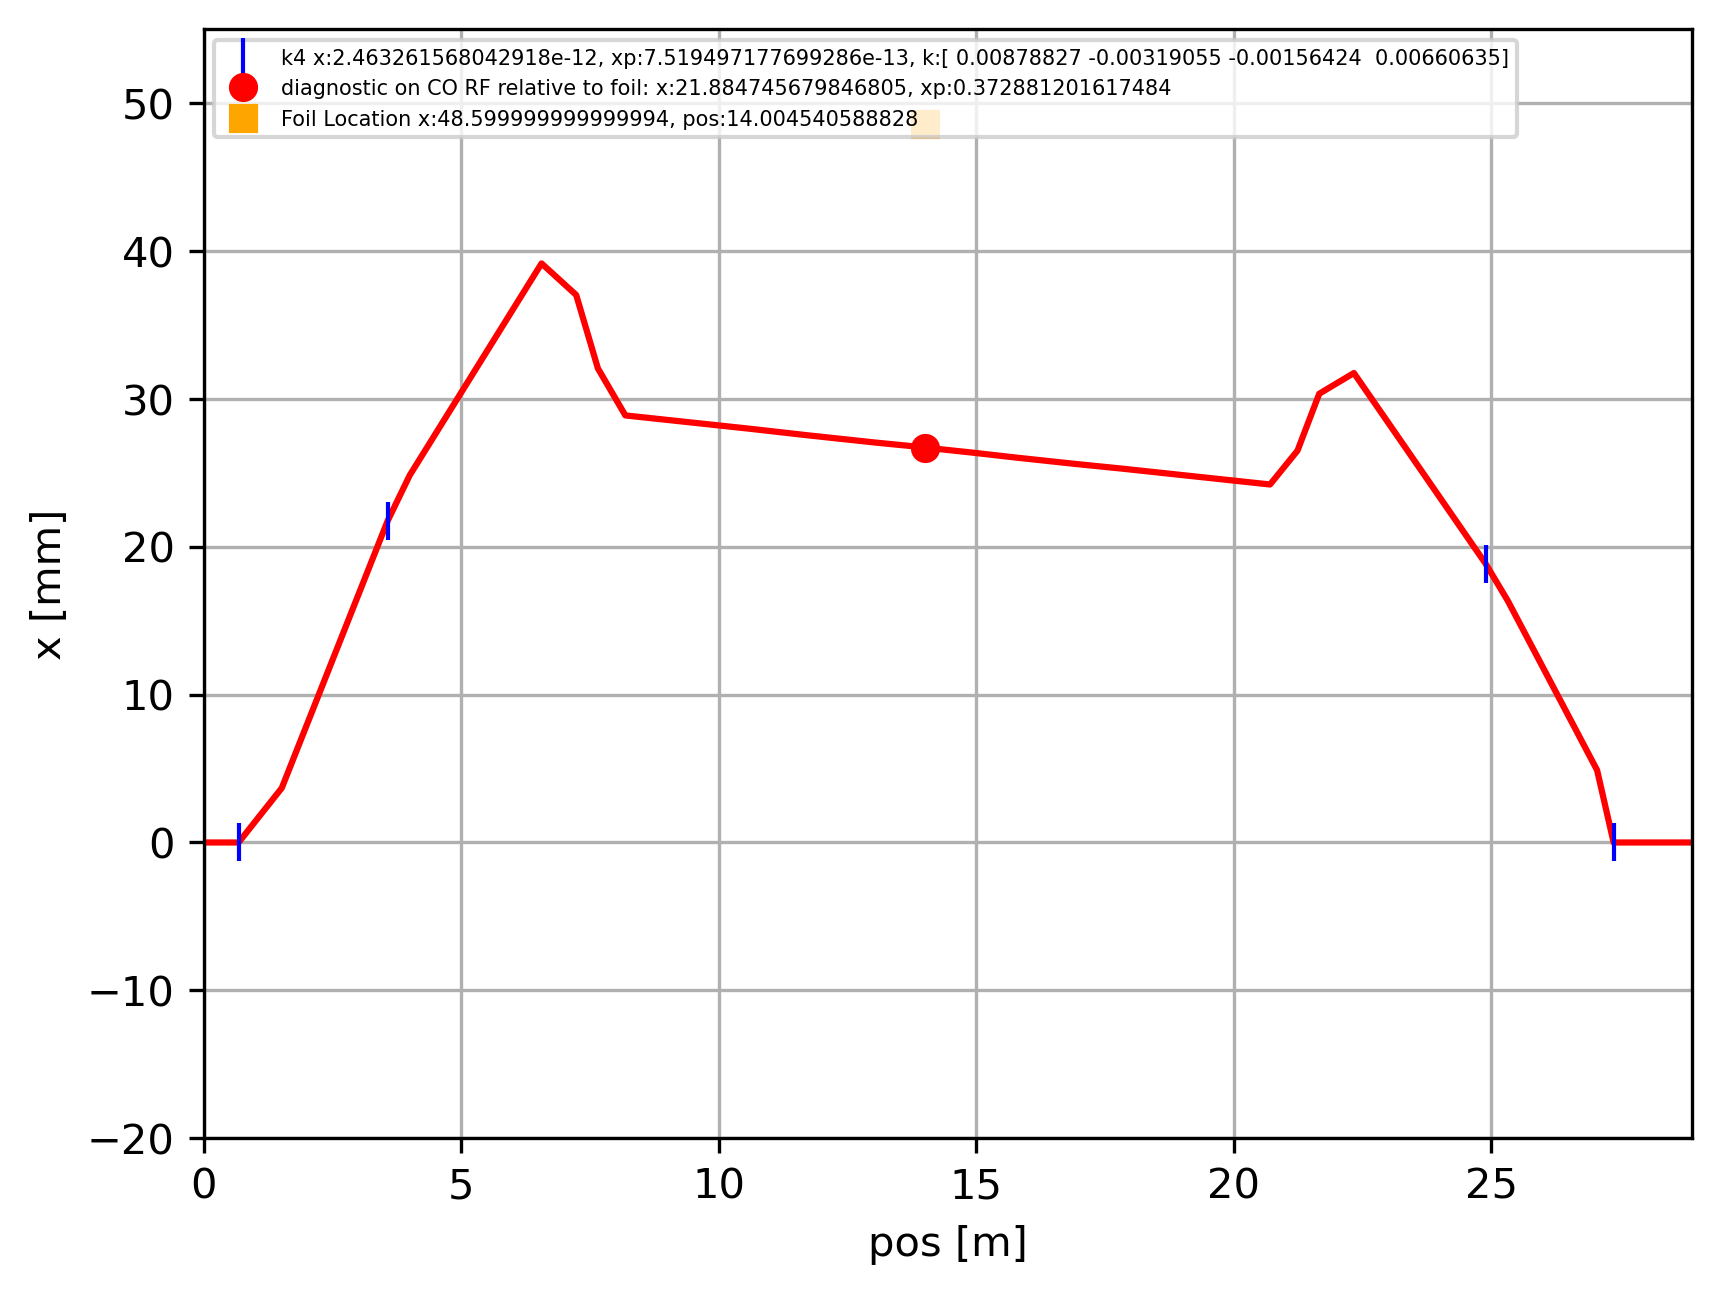 k4 x:2.463261568042918e-12, xp:7.519497177699286e-13, k:[ 0.00878827 -0.00319055 -0.00156424  0.00660635]
diagnostic on CO RF relative to foil: x:21.884745679846805, xp:0.372881201617484
Foil Location x:48.599999999999994, pos:14.004540588828
50
40
30
20
10
0
−10
−20
x [mm]
0 5 10 15 20 25
pos [m]